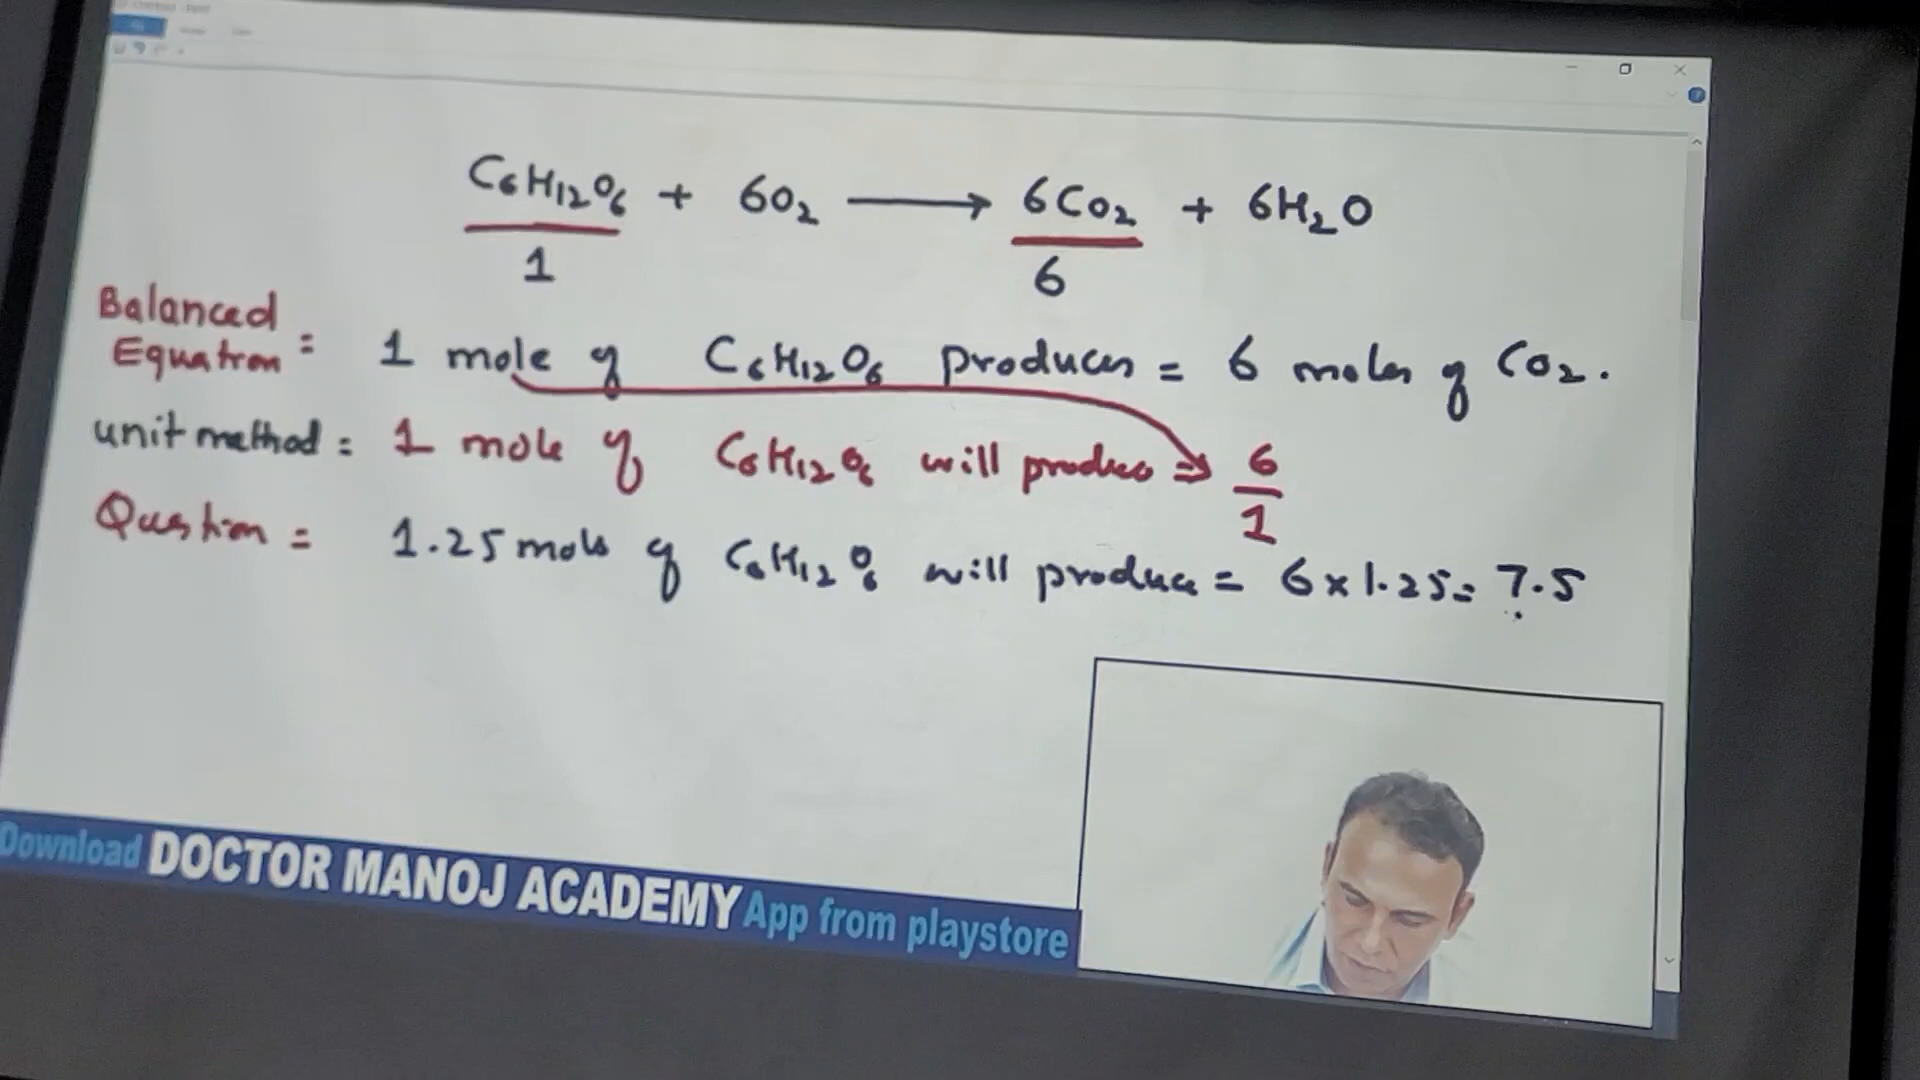 C₆H₁₂O₆ + 6O₂ ⟶ 6CO₂ + 6H₂O
1 6
Balanced Equation = 1 mole of C₆H₁₂O₆ produces = 6 moles of CO₂.
unit method = 1 mole of C₆H₁₂O₆ will produce ⇒ 6/1
Question = 1.25 mols of C₆H₁₂O₆ will produce = 6 x 1.25 = 7.5
Download DOCTOR MANOJ ACADEMY App from playstore